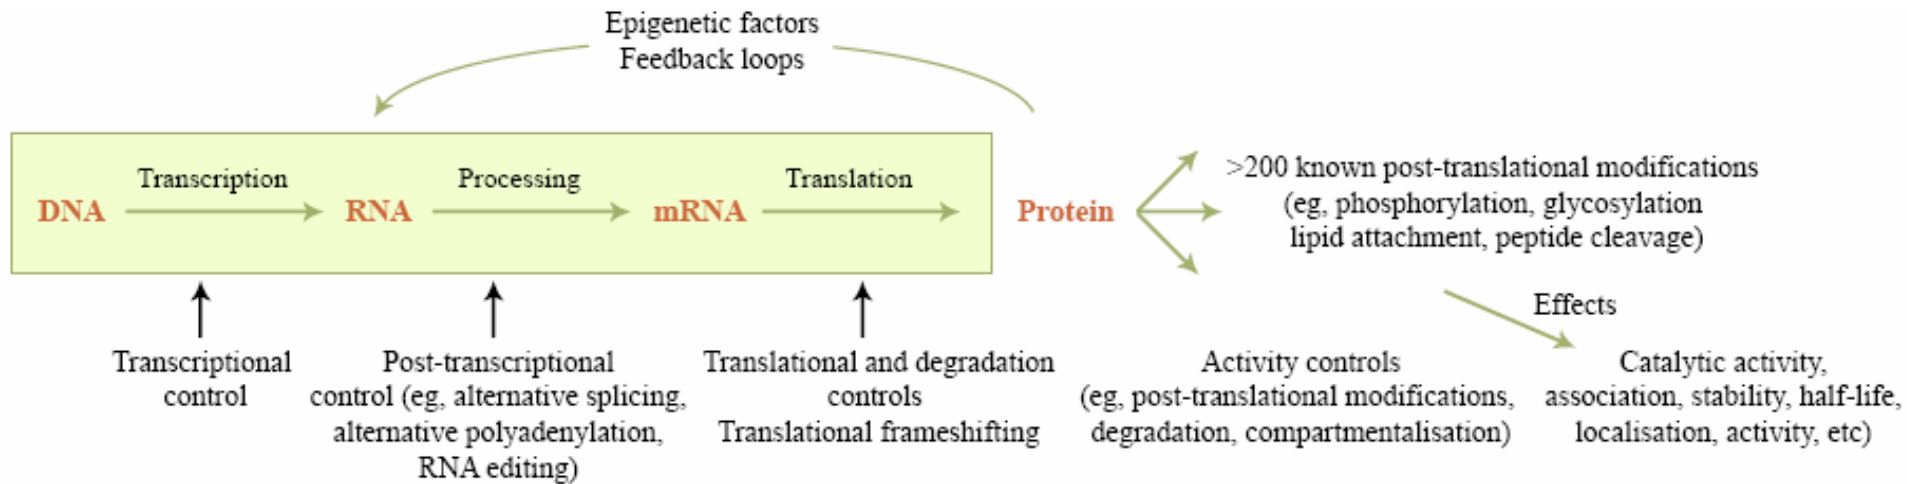 Epigenetic factors
Feedback loops
Transcription
Processing
Translation
DNA
RNA
mRNA
Protein
>200 known post-translational modifications
(eg, phosphorylation, glycosylation
lipid attachment, peptide cleavage)
Effects
Transcriptional
control
Post-transcriptional
control (eg, alternative splicing,
alternative polyadenylation,
RNA editing)
Translational and degradation
controls
Translational frameshifting
Activity controls
(eg, post-translational modifications,
degradation, compartmentalisation)
Catalytic activity,
association, stability, half-life,
localisation, activity, etc)